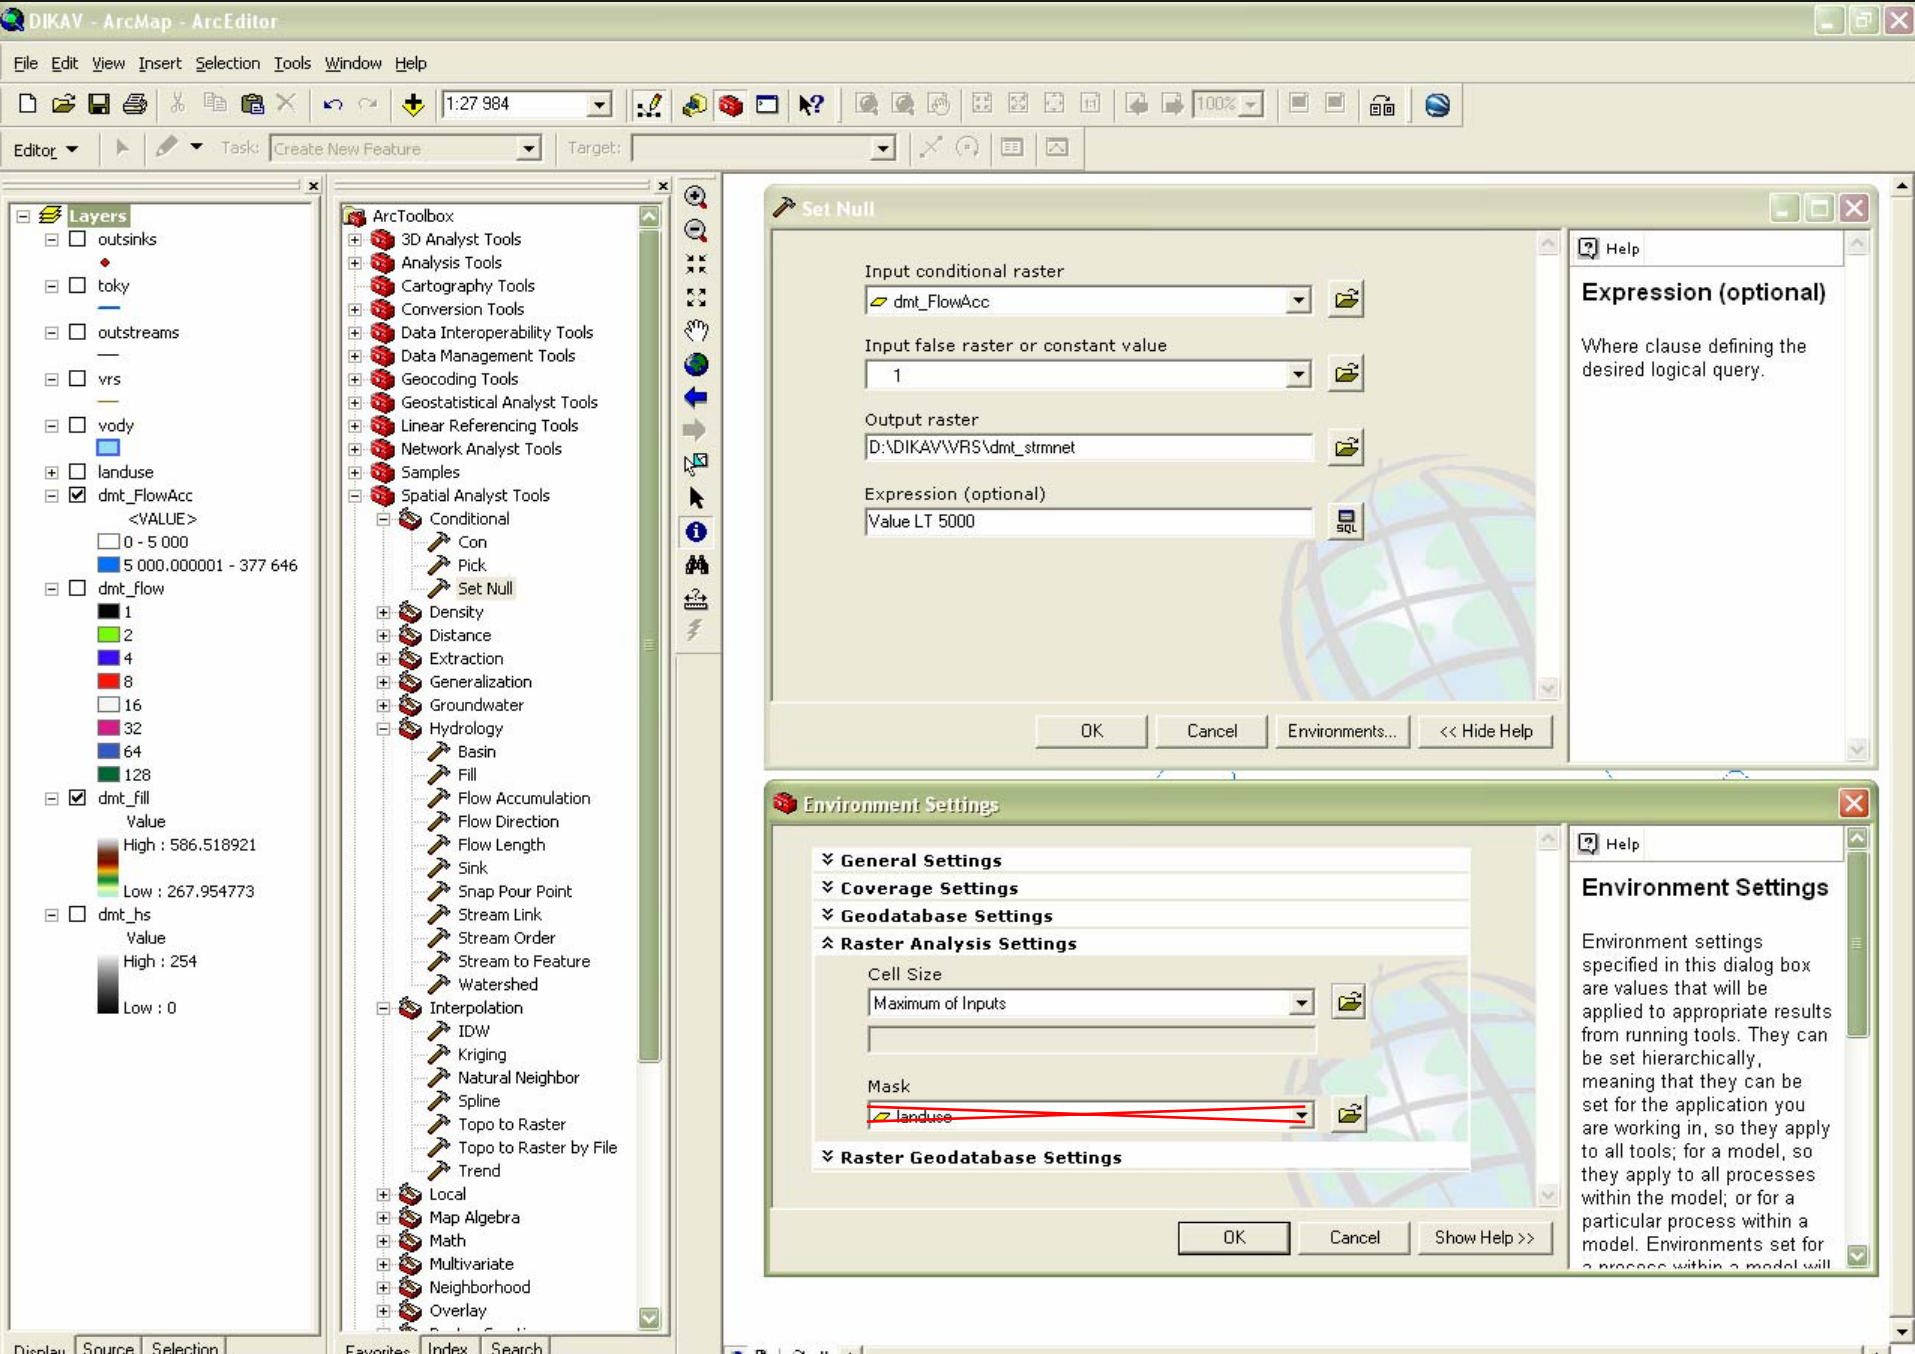 DIKAV - ArcMap - ArcEditor
File Edit View Insert Selection Tools Window Help
1:27 984
100%
Editor
Task: Create New Feature
Target:
Layers
outsinks
toky
outstreams
vrs
vody
landuse
dmt_FlowAcc
<VALUE>
0 - 5 000
5 000.000001 - 377 646
dmt_flow
1
2
4
8
16
32
64
128
dmt_fill
Value
High : 586.518921
Low : 267.954773
dmt_hs
Value
High : 254
Low : 0
Display Source Selection
ArcToolbox
3D Analyst Tools
Analysis Tools
Cartography Tools
Conversion Tools
Data Interoperability Tools
Data Management Tools
Geocoding Tools
Geostatistical Analyst Tools
Linear Referencing Tools
Network Analyst Tools
Samples
Spatial Analyst Tools
Conditional
Con
Pick
Set Null
Density
Distance
Extraction
Generalization
Groundwater
Hydrology
Basin
Fill
Flow Accumulation
Flow Direction
Flow Length
Sink
Snap Pour Point
Stream Link
Stream Order
Stream to Feature
Watershed
Interpolation
IDW
Kriging
Natural Neighbor
Spline
Topo to Raster
Topo to Raster by File
Trend
Local
Map Algebra
Math
Multivariate
Neighborhood
Overlay
Favorites Index Search
Set Null
Input conditional raster
dmt_FlowAcc
Input false raster or constant value
1
Output raster
D:\DIKAV\VRS\dmt_strmnet
Expression (optional)
Value LT 5000
SQL
OK Cancel Environments... << Hide Help
Help
Expression (optional)
Where clause defining the
desired logical query.
Environment Settings
General Settings
Coverage Settings
Geodatabase Settings
Raster Analysis Settings
Cell Size
Maximum of Inputs
Mask
landuse
Raster Geodatabase Settings
OK Cancel Show Help >>
Help
Environment Settings
Environment settings
specified in this dialog box
are values that will be
applied to appropriate results
from running tools. They can
be set hierarchically,
meaning that they can be
set for the application you
are working in, so they apply
to all tools; for a model, so
they apply to all processes
within the model; or for a
particular process within a
model. Environments set for
a process within a model will